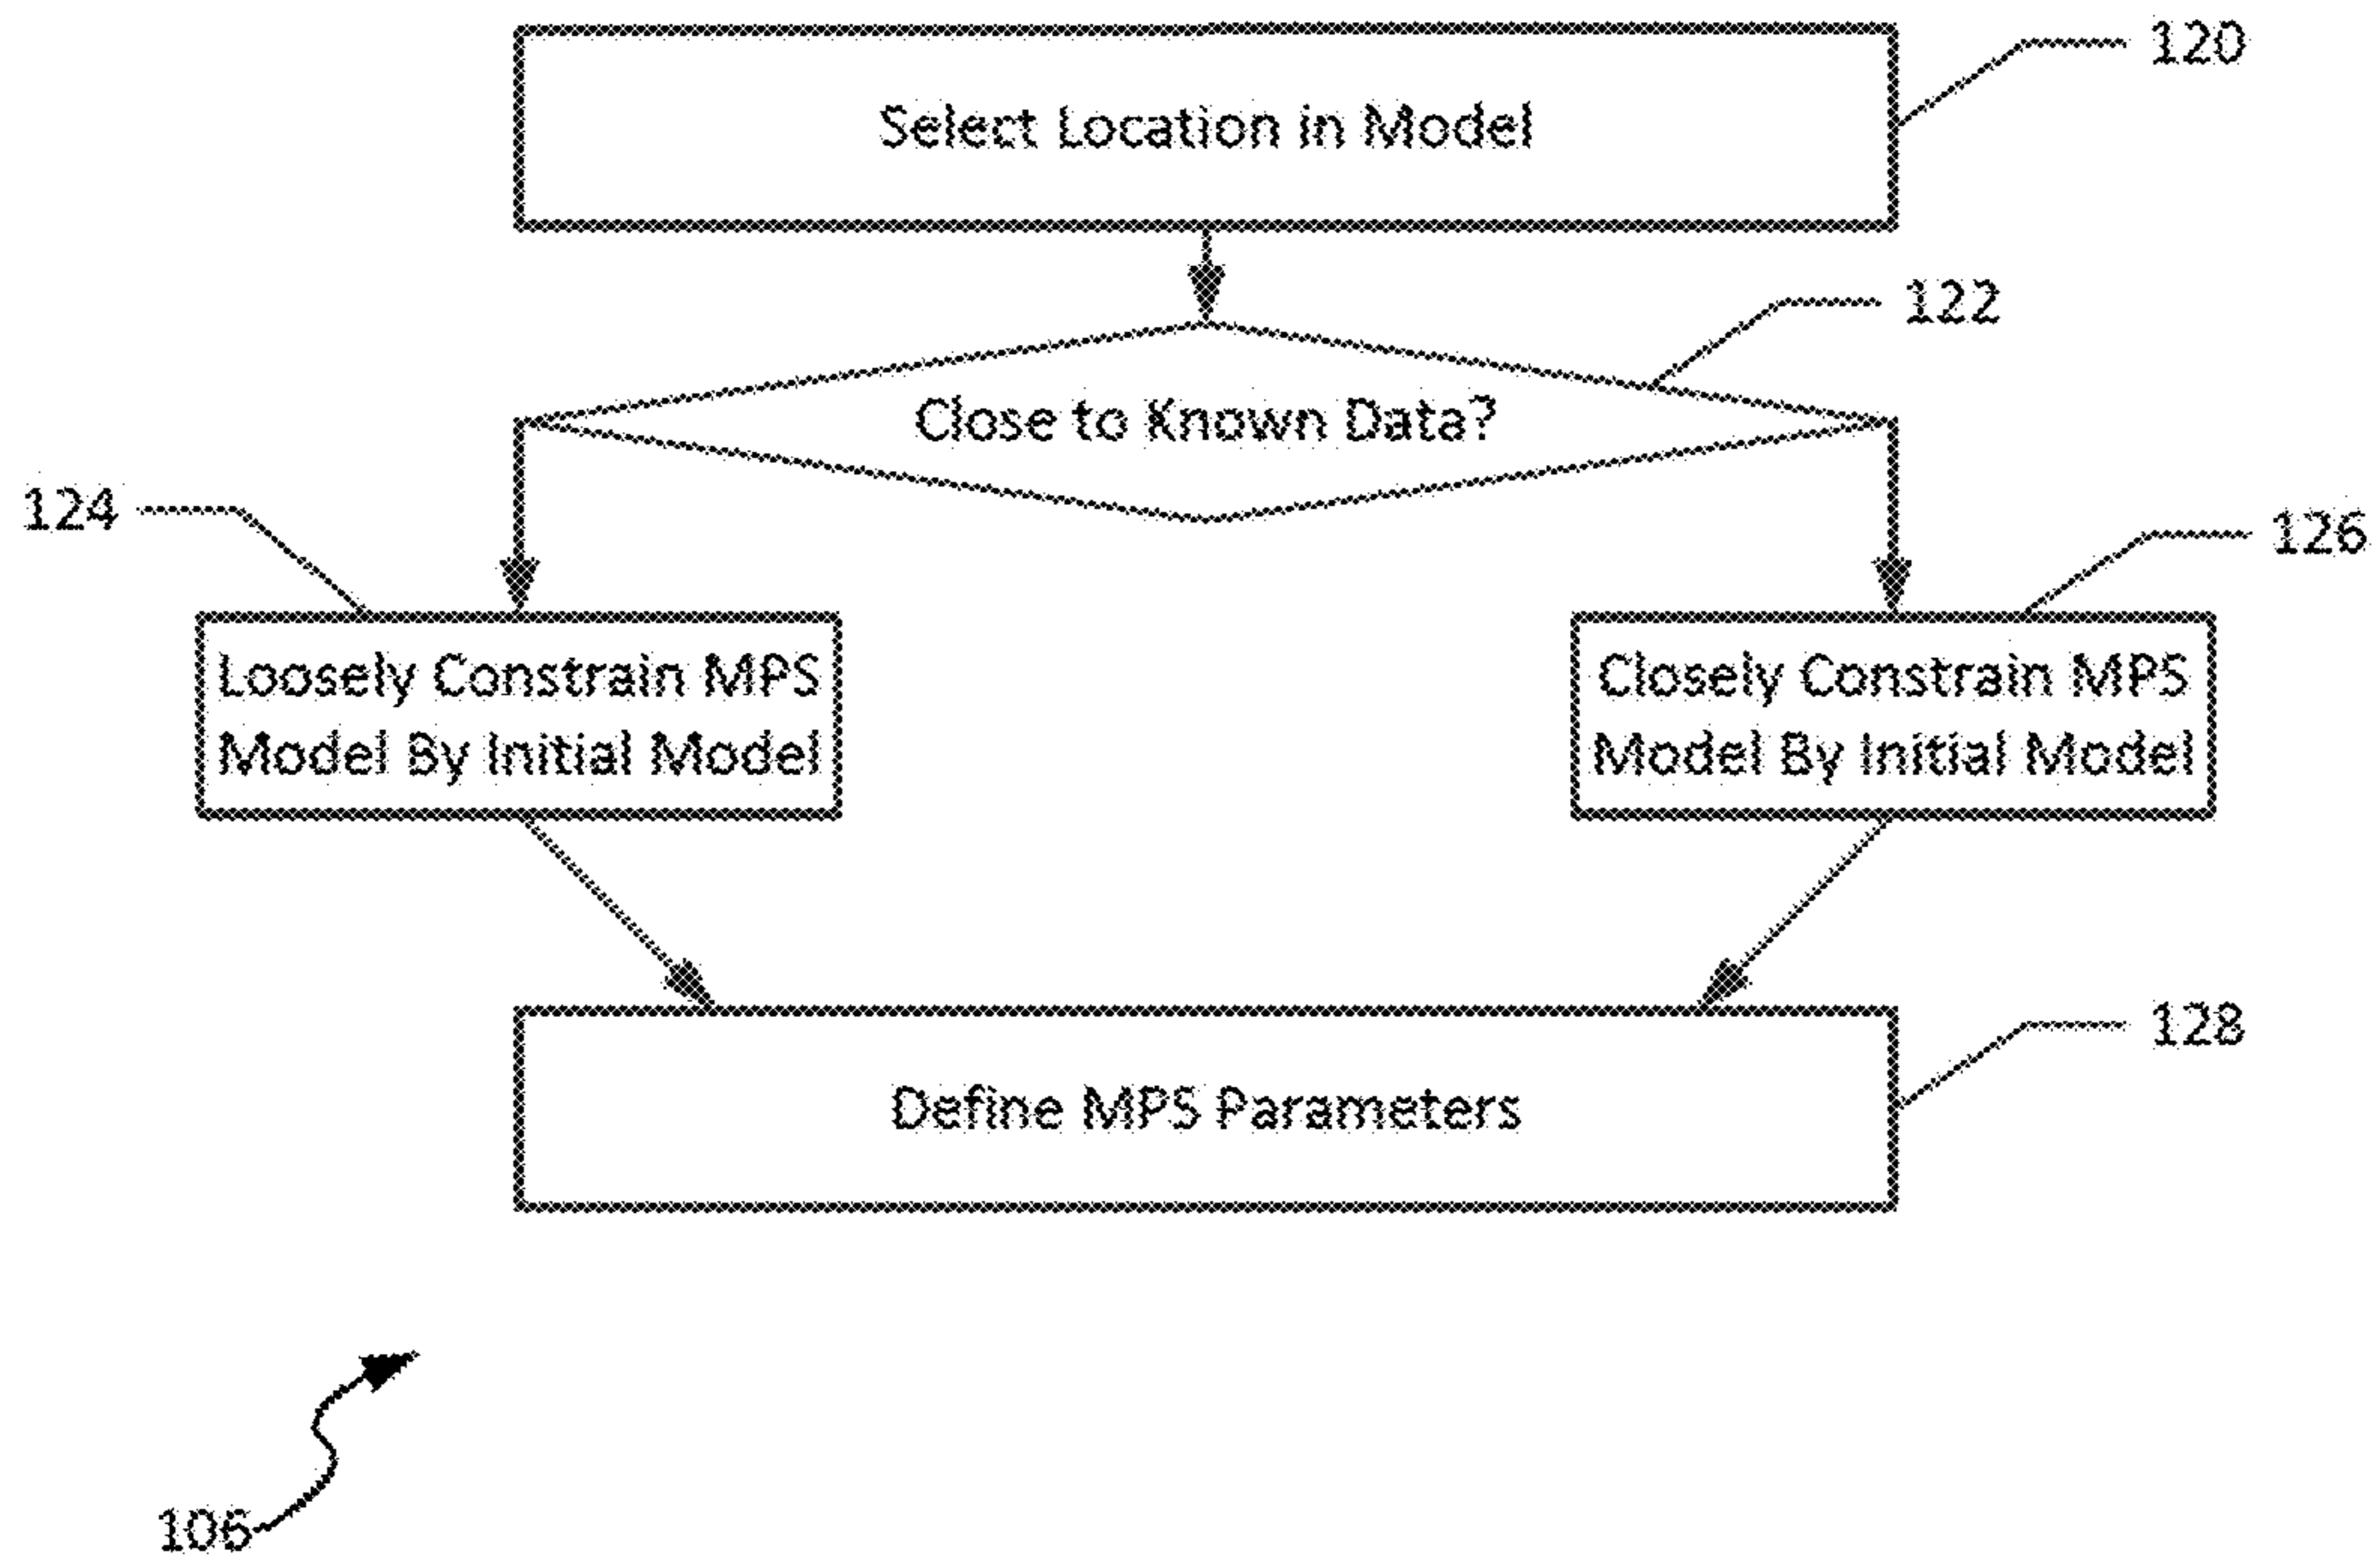 120
Select Location in Model
122
Close to Known Data?
124
126
Loosely Constrain MPS
Model By Initial Model
Closely Constrain MPS
Model By Initial Model
128
Define MPS Parameters
106